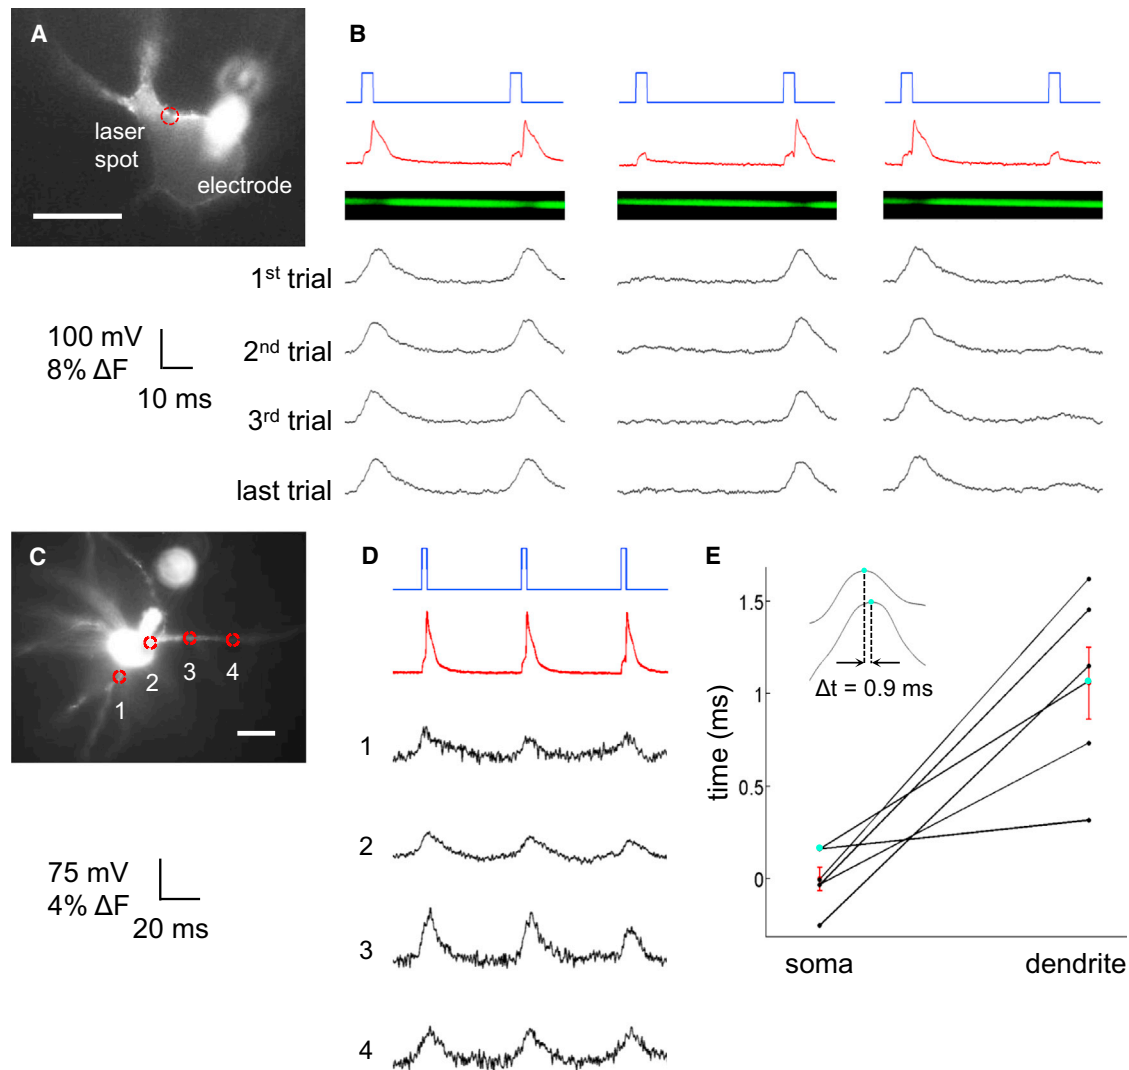 A
laser
spot
electrode
B
1st trial
2nd trial
3rd trial
last trial
100 mV
8% ΔF
10 ms
C
1
2
3
4
75 mV
4% ΔF
20 ms
D
1
2
3
4
E
1.5
1
0.5
0
time (ms)
Δt = 0.9 ms
soma
dendrite